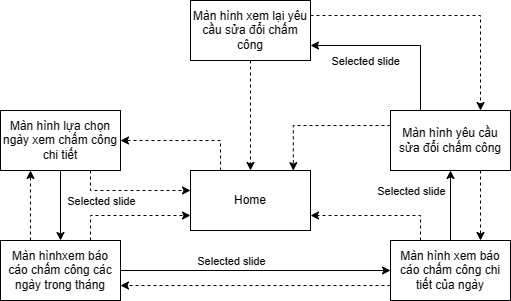 Màn hình xem lại yêu
cầu sửa đổi chấm
công
Selected slide
Màn hình lựa chọn
ngày xem chấm công
chi tiết
Màn hình yêu cầu
sửa đổi chấm công
Selected slide
Home
Selected slide
Màn hìnhxem báo
cáo chấm công các
ngày trong tháng
Selected slide
Màn hình xem báo
cáo chấm công chi
tiết của ngày